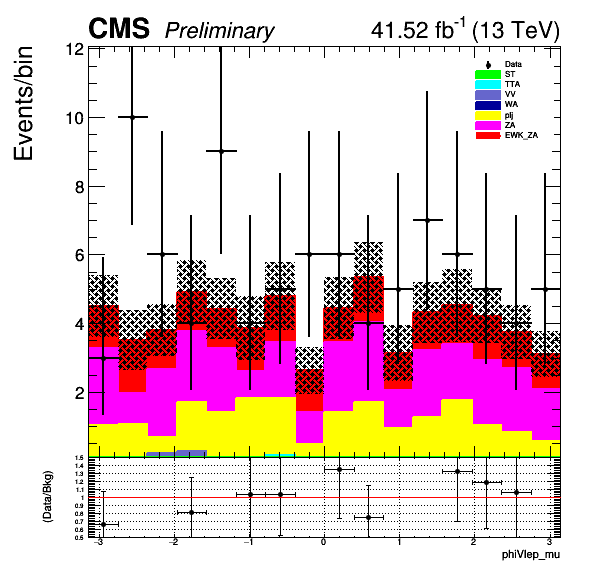 CMS Preliminary 41.52 fb-1 (13 TeV)
Events/bin
12
10
8
6
4
2
Data
ST
TTA
VV
WA
plj
ZA
EWK_ZA
(Data/Bkg)
1.5
1.4
1.3
1.2
1.1
1
0.9
0.8
0.7
0.6
0.5
−3 −2 −1 0 1 2 3
phiVlep_mu